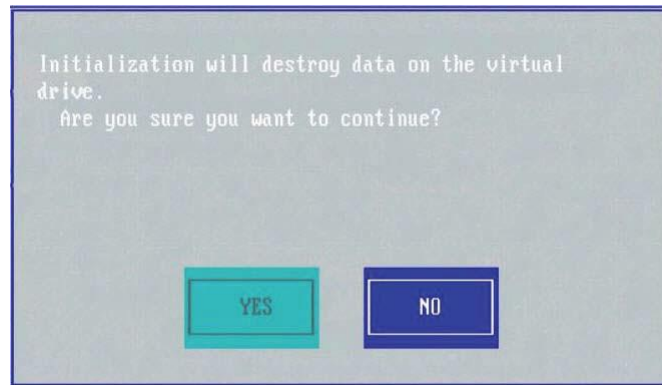 Initialization will destroy data on the virtual
drive.
Are you sure you want to continue?
YES
NO